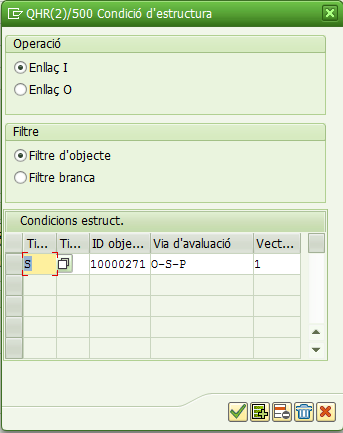 QHR(2)/500 Condició d'estructura
Operació
Enllaç I
Enllaç O
Filtre
Filtre d'objecte
Filtre branca
Condicions estruct.
Ti... Ti... ID obje... Via d'avaluació Vect...
S 10000271 O-S-P 1